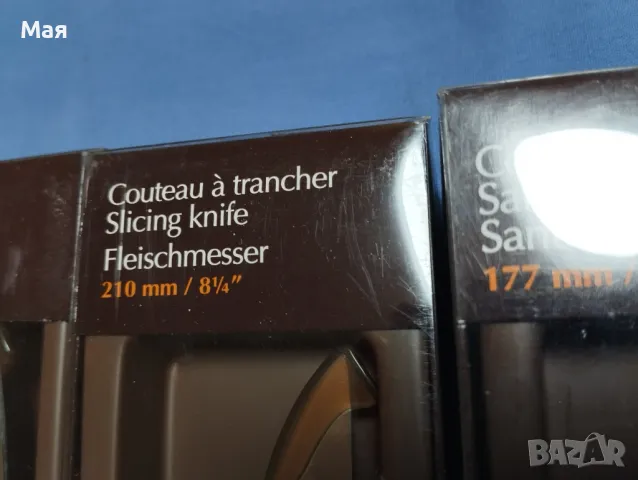 Мая
Couteau à trancher
Slicing knife
Fleischmesser
210 mm / 8¼"
177 mm /
BAZAR